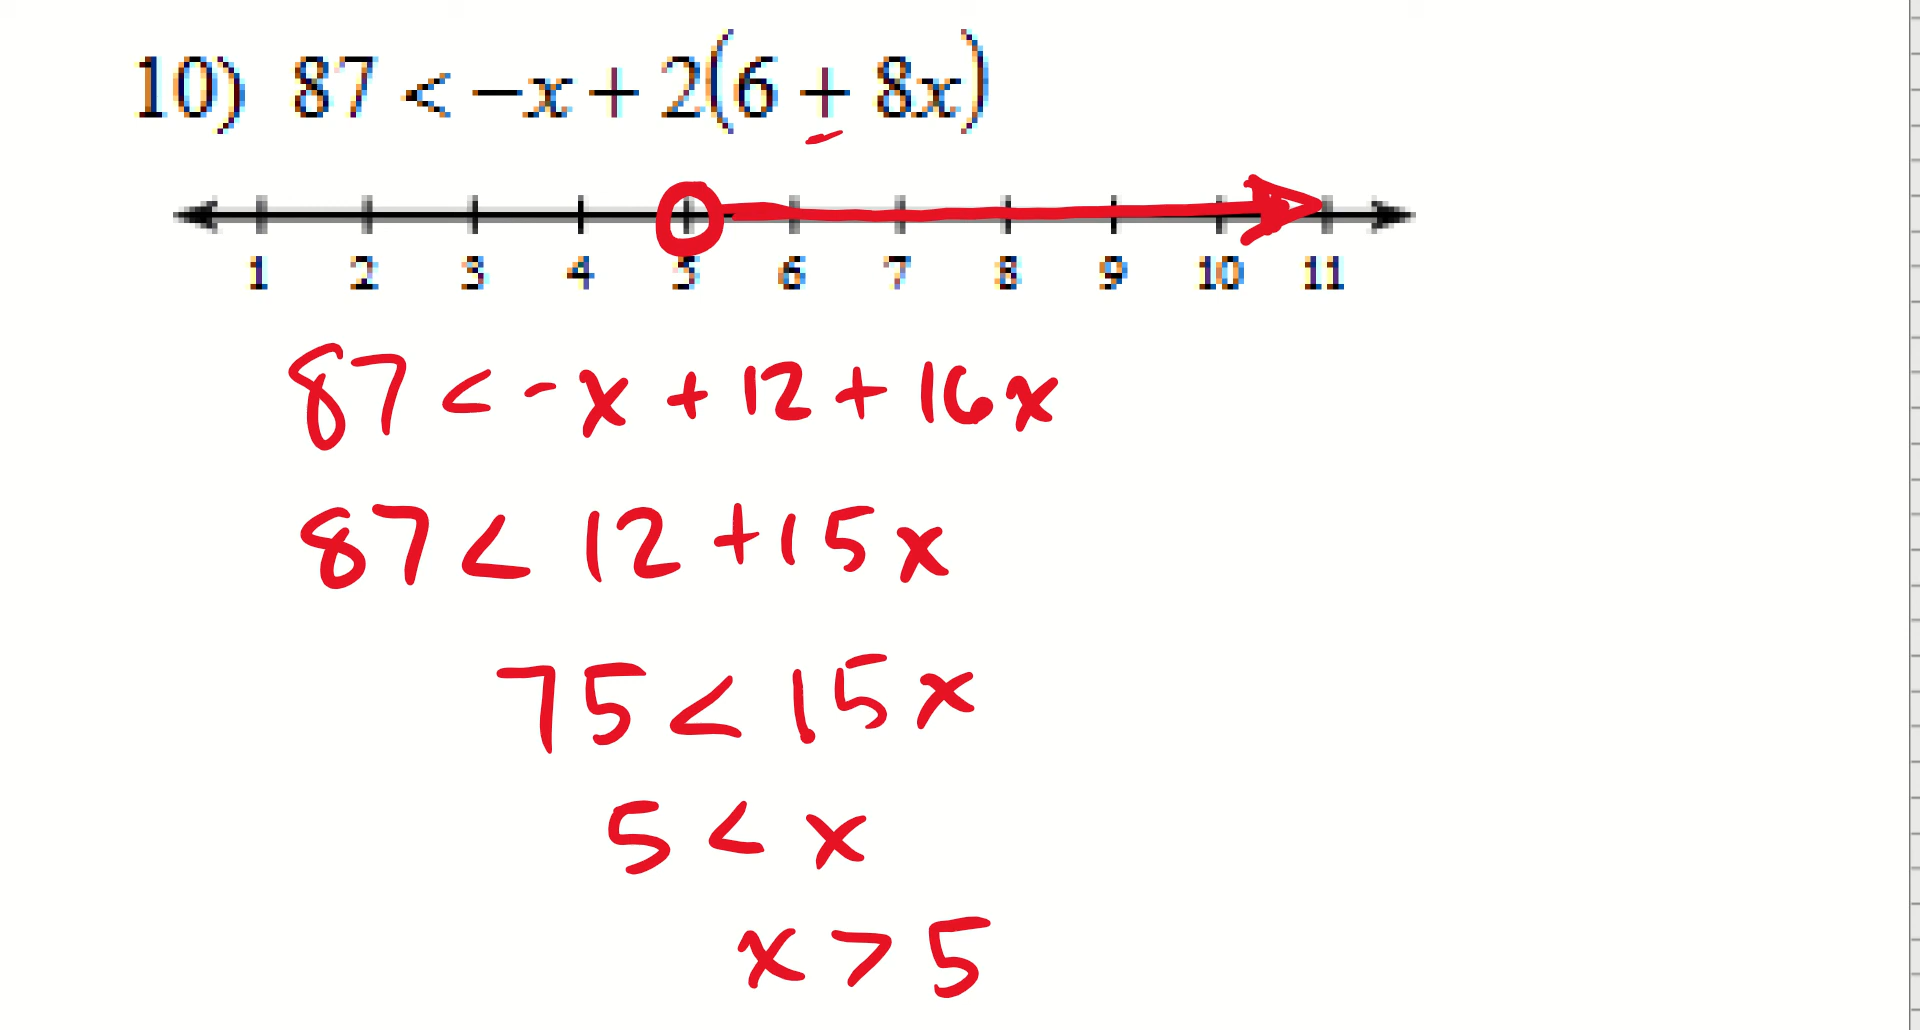 10) 87 < −x + 2(6 + 8x)
1 2 3 4 5 6 7 8 9 10 11
87 < -x + 12 + 16x
87 < 12 + 15x
75 < 15x
5 < x
x > 5